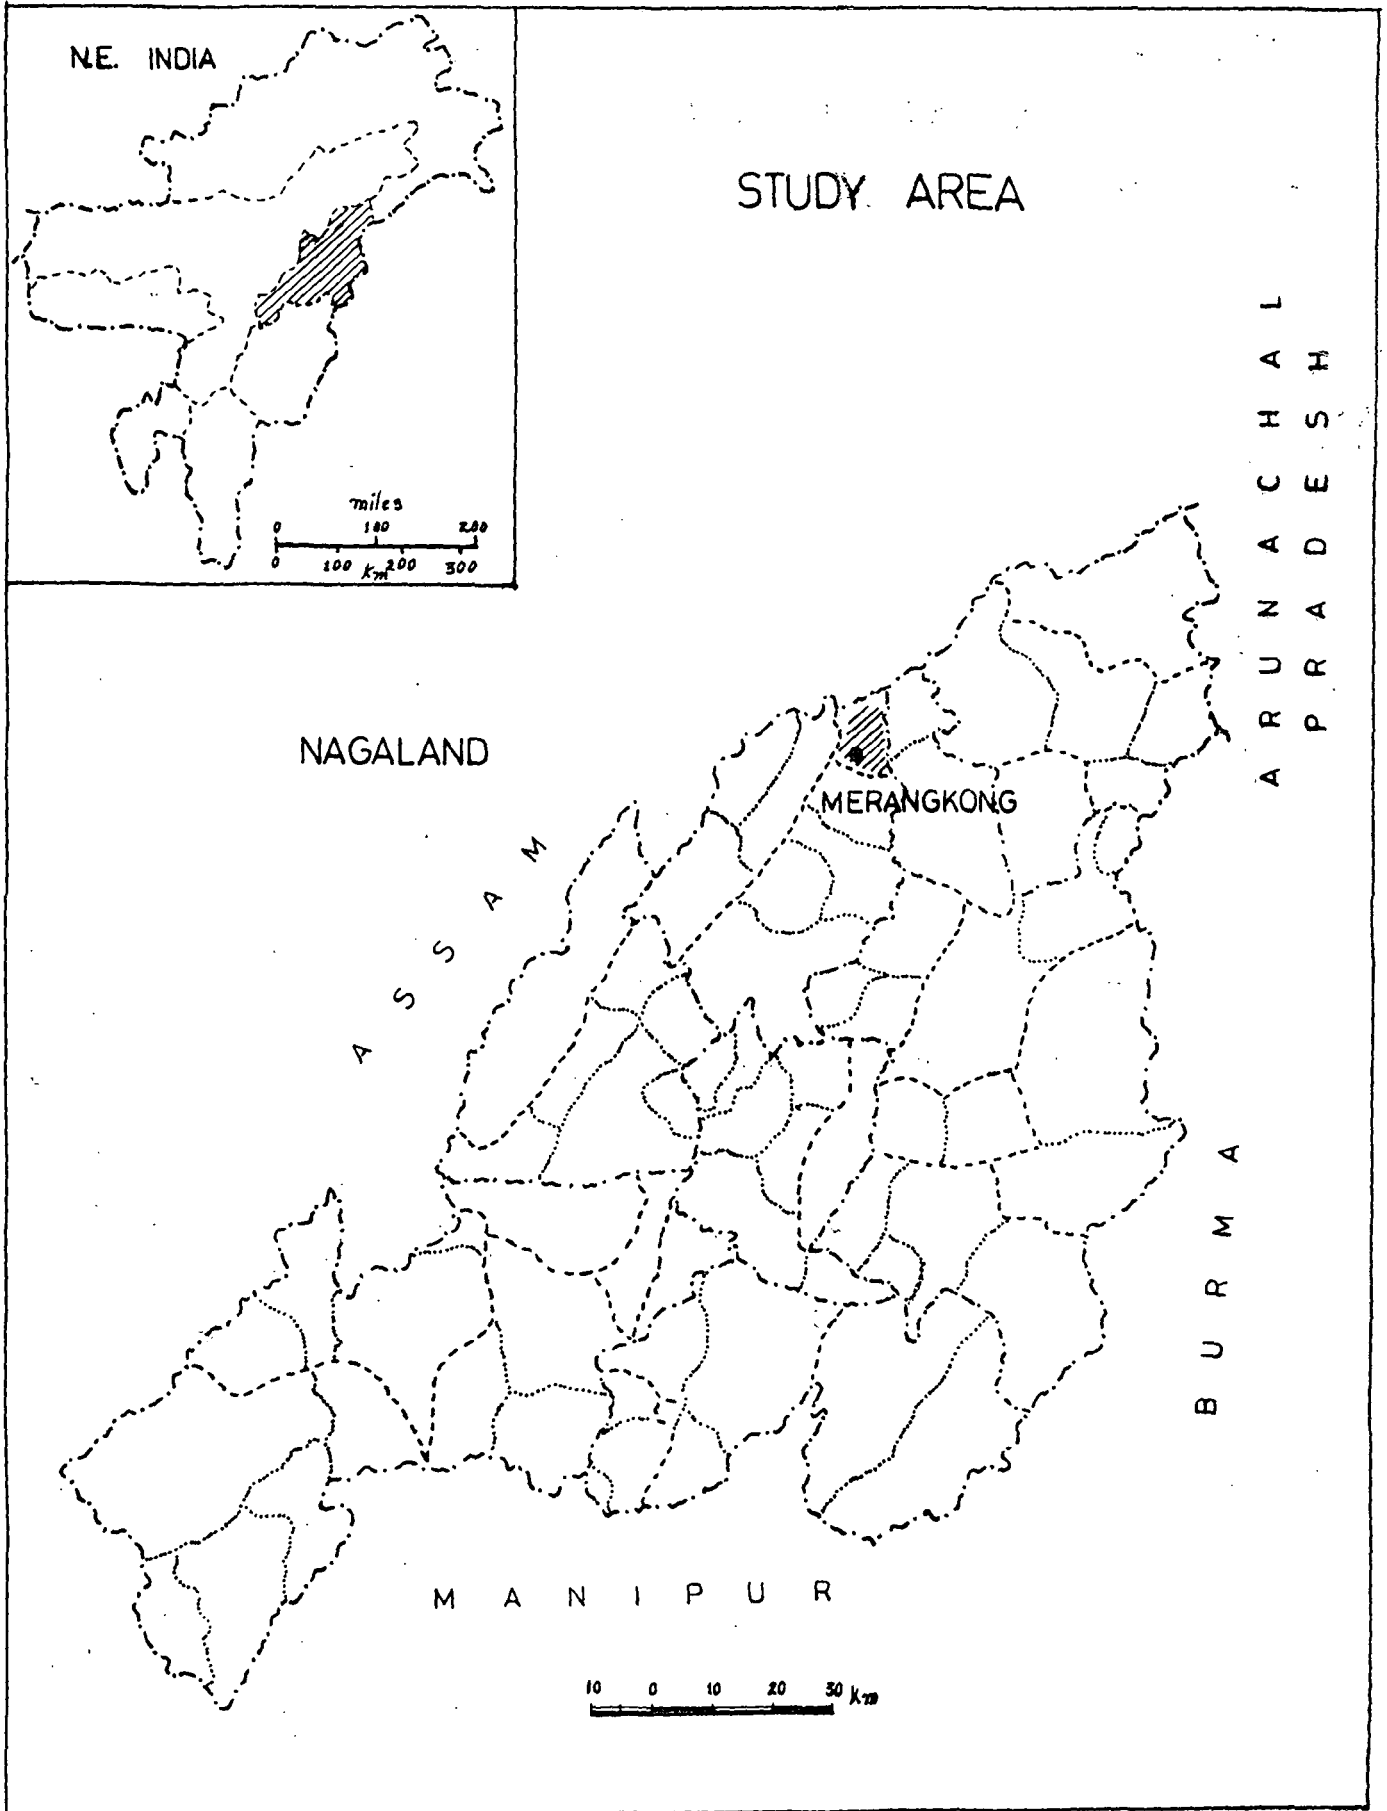 N.E. INDIA
miles
0 100 200
0 100 200 300
Km
STUDY AREA
ARUNACHAL
PRADESH
NAGALAND
MERANGKONG
ASSAM
BURMA
MANIPUR
10 0 10 20 30 Km